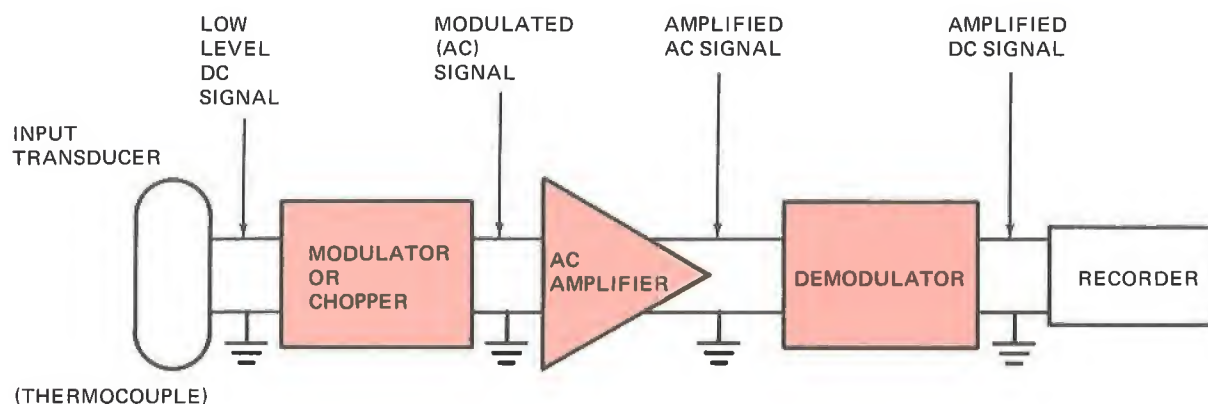 LOW
LEVEL
DC
SIGNAL
MODULATED
(AC)
SIGNAL
AMPLIFIED
AC SIGNAL
AMPLIFIED
DC SIGNAL
INPUT
TRANSDUCER
MODULATOR
OR
CHOPPER
AC
AMPLIFIER
DEMODULATOR
RECORDER
(THERMOCOUPLE)